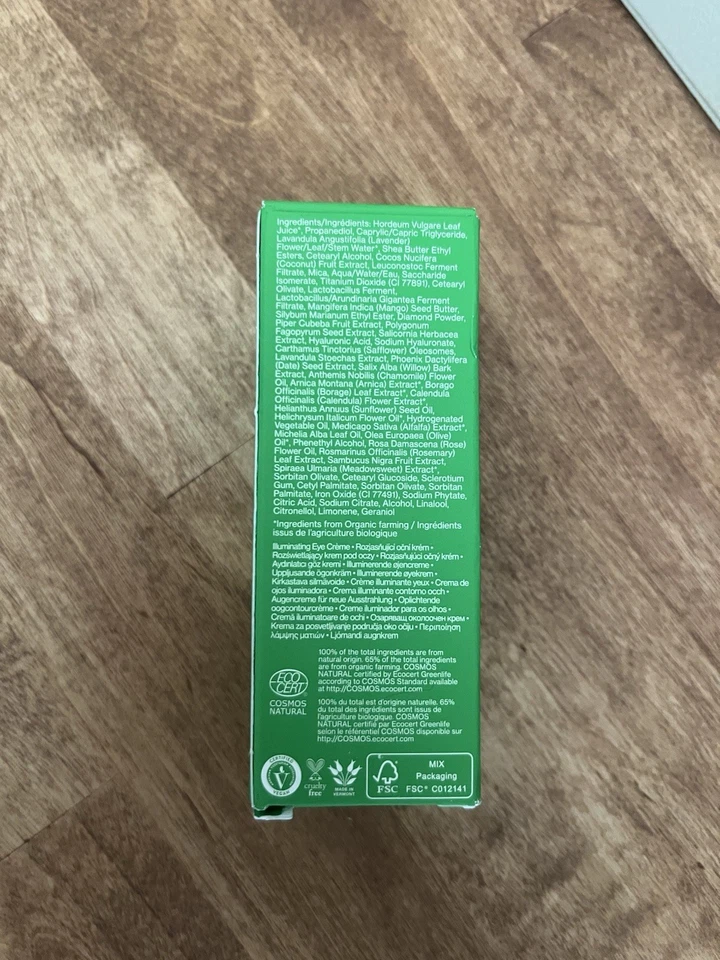 Ingredients/Ingrédients: Hordeum Vulgare Leaf
Juice*, Propanediol, Caprylic/Capric Triglyceride,
Lavandula Angustifolia (Lavender)
Flower/Leaf/Stem Water*, Shea Butter Ethyl
Esters, Cetearyl Alcohol, Cocos Nucifera
(Coconut) Fruit Extract, Leuconostoc Ferment
Filtrate, Mica, Aqua/Water/Eau, Saccharide
Isomerate, Titanium Dioxide (CI 77891), Cetearyl
Olivate, Lactobacillus Ferment,
Lactobacillus/Arundinaria Gigantea Ferment
Filtrate, Mangifera Indica (Mango) Seed Butter,
Silybum Marianum Ethyl Ester, Diamond Powder,
Piper Cubeba Fruit Extract, Polygonum
Fagopyrum Seed Extract, Salicornia Herbacea
Extract, Hyaluronic Acid, Sodium Hyaluronate,
Carthamus Tinctorius (Safflower) Oleosomes,
Lavandula Stoechas Extract, Phoenix Dactylifera
(Date) Seed Extract, Salix Alba (Willow) Bark
Extract, Anthemis Nobilis (Chamomile) Flower
Oil, Arnica Montana (Arnica) Extract*, Borago
Officinalis (Borage) Leaf Extract*, Calendula
Officinalis (Calendula) Flower Extract*,
Helianthus Annuus (Sunflower) Seed Oil,
Helichrysum Italicum Flower Oil*, Hydrogenated
Vegetable Oil, Medicago Sativa (Alfalfa) Extract*,
Michelia Alba Leaf Oil, Olea Europaea (Olive)
Oil*, Phenethyl Alcohol, Rosa Damascena (Rose)
Flower Oil, Rosmarinus Officinalis (Rosemary)
Leaf Extract, Sambucus Nigra Fruit Extract,
Spiraea Ulmaria (Meadowsweet) Extract*,
Sorbitan Olivate, Cetearyl Glucoside, Sclerotium
Gum, Cetyl Palmitate, Sorbitan Olivate, Sorbitan
Palmitate, Iron Oxide (CI 77491), Sodium Phytate,
Citric Acid, Sodium Citrate, Alcohol, Linalool,
Citronellol, Limonene, Geraniol
*Ingredients from Organic farming / Ingrédients
issus de l'agriculture biologique
Illuminating Eye Crème • Rozjasňující oční krém •
Rozświetlający krem pod oczy • Rozjasňujúci očný krém •
Aydınlatıcı göz kremi • Illuminerende øjencreme •
Uppljusande ögonkräm • Illuminerende øyekrem •
Kirkastava silmävoide • Crème illuminante yeux • Crema de
ojos iluminadora • Crema illuminante contorno occh •
Augencreme für neue Ausstrahlung • Oplichtende
oogcontourcrème • Creme iluminador para os olhos •
Cremă iluminatoare de ochi • Озаряващ околоочен крем •
Krema za posvetljivanje područja oko očiju • Περιποίηση
λάμψης ματιών • Ljómandi augnkrem
100% of the total ingredients are from
natural origin. 65% of the total ingredients
are from organic farming. COSMOS
NATURAL certified by Ecocert Greenlife
according to COSMOS Standard available
at http://COSMOS.ecocert.com
ECO
CERT
COSMOS
NATURAL
100% du total est d'origine naturelle. 65%
du total des ingrédients sont issus de
l'agriculture biologique. COSMOS
NATURAL certifié par Ecocert Greenlife
selon le référentiel COSMOS disponible sur
http://COSMOS.ecocert.com
CERTIFIED
VEGAN
cruelty
free
MADE IN
VERMONT
FSC
MIX
Packaging
FSC® C012141